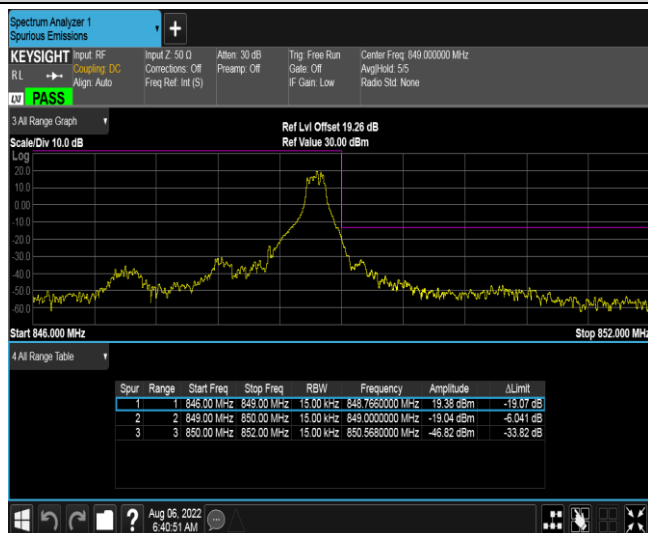 Spectrum Analyzer 1
Spurious Emissions
+
KEYSIGHT Input: RF Input Z: 50 Ω Atten: 30 dB Trig: Free Run Center Freq: 849.000000 MHz
RL Coupling: DC Corrections: Off Preamp: Off Gate: Off Avg|Hold: 5/5
Align: Auto Freq Ref: Int (S) IF Gain: Low Radio Std: None
LXI PASS
3 All Range Graph
Ref Lvl Offset 19.26 dB
Scale/Div 10.0 dB Ref Value 30.00 dBm
Log
20.0
10.0
0.00
-10.0
-20.0
-30.0
-40.0
-50.0
-60.0
Start 846.000 MHz Stop 852.000 MHz
4 All Range Table
Spur Range Start Freq Stop Freq RBW Frequency Amplitude ΔLimit
1 1 846.00 MHz 849.00 MHz 15.00 kHz 848.7660000 MHz 19.38 dBm -19.07 dB
2 2 849.00 MHz 850.00 MHz 15.00 kHz 849.0000000 MHz -19.04 dBm -6.041 dB
3 3 850.00 MHz 852.00 MHz 15.00 kHz 850.5680000 MHz -46.82 dBm -33.82 dB
? Aug 06, 2022
6:40:51 AM